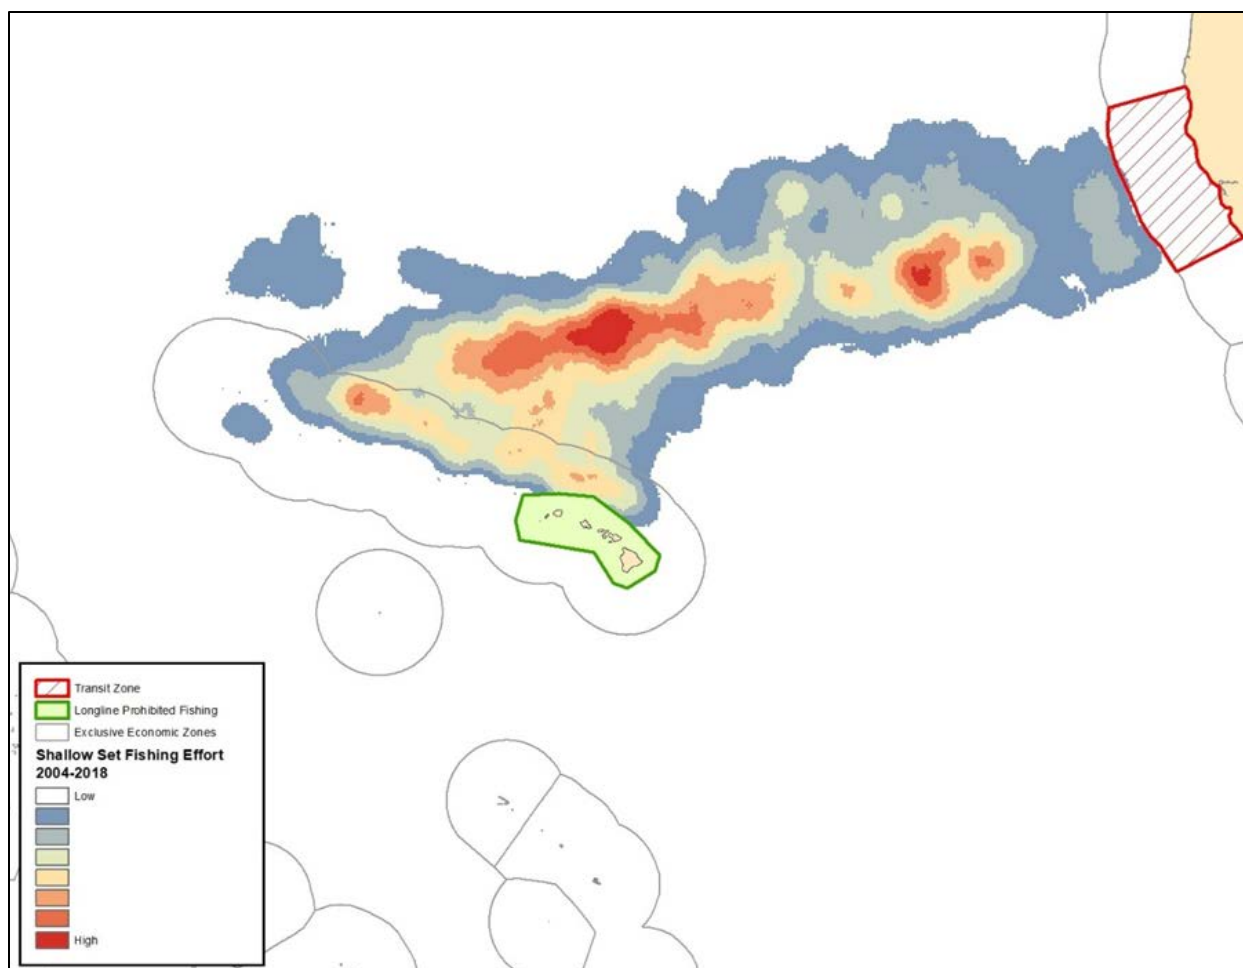 Transit Zone
Longline Prohibited Fishing
Exclusive Economic Zones
Shallow Set Fishing Effort
2004-2018
Low
High